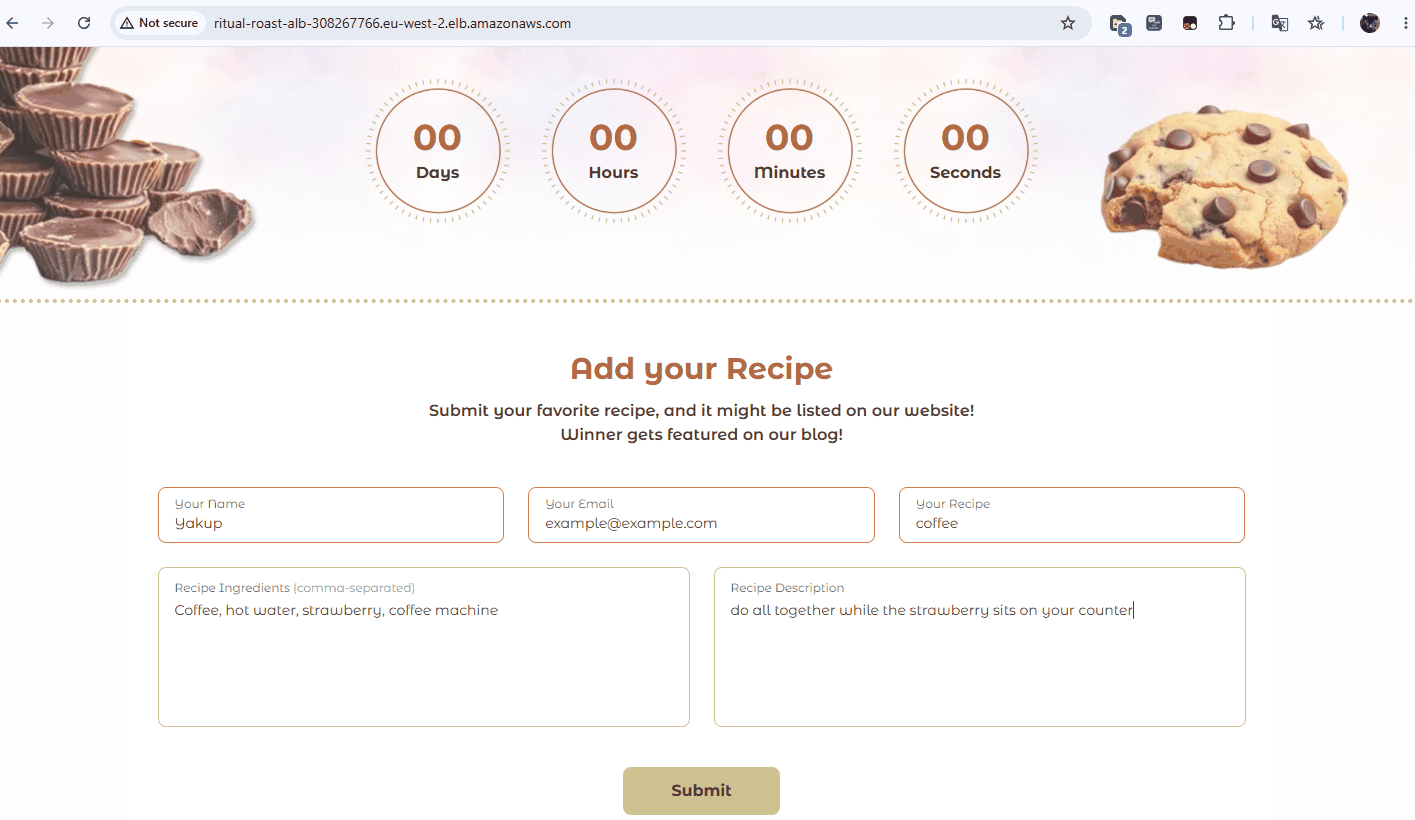 Not secure ritual-roast-alb-308267766.eu-west-2.elb.amazonaws.com 2
00 00 00 00
Days Hours Minutes Seconds
Add your Recipe
Submit your favorite recipe, and it might be listed on our website!
Winner gets featured on our blog!
Your Name Your Email Your Recipe
Yakup example@example.com coffee
Recipe Ingredients (comma-separated) Recipe Description
Coffee, hot water, strawberry, coffee machine do all together while the strawberry sits on your counter
Submit